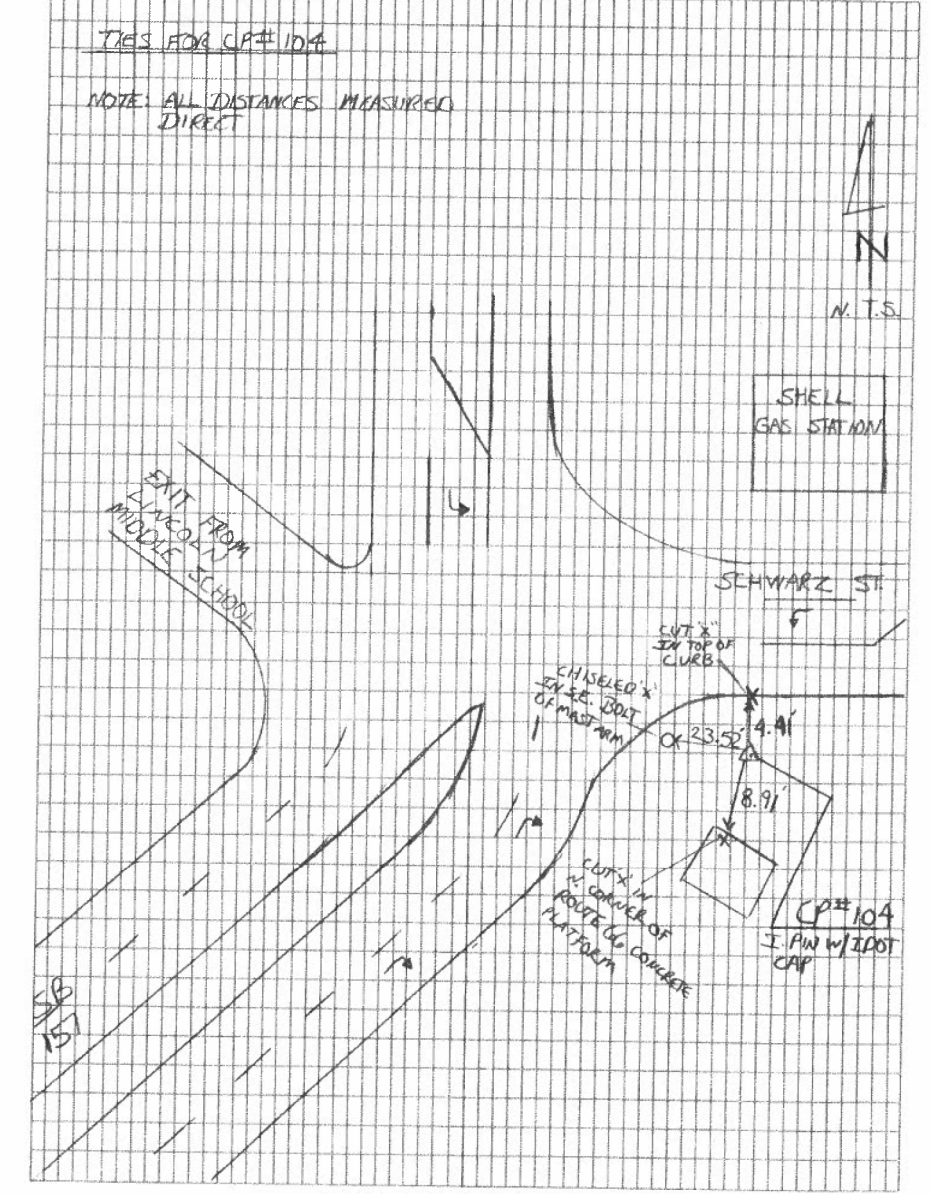 TIES FOR CP# 104
NOTE: ALL DISTANCES MEASURED
DIRECT
N
N.T.S.
SHELL
GAS STATION
EXIT FROM
LINCOLN
MIDDLE SCHOOL
SCHWARZ ST.
CUT "X"
IN TOP OF
CURB
CHISELED 'X'
IN S.E. BOLT
OF MAST ARM
23.52'
4.41'
8.91'
CUT 'X' IN
N. CORNER OF
ROUTE 66 CONCRETE
PLATFORM
CP# 104
I. PIN W/ IDOT
CAP
SB
157